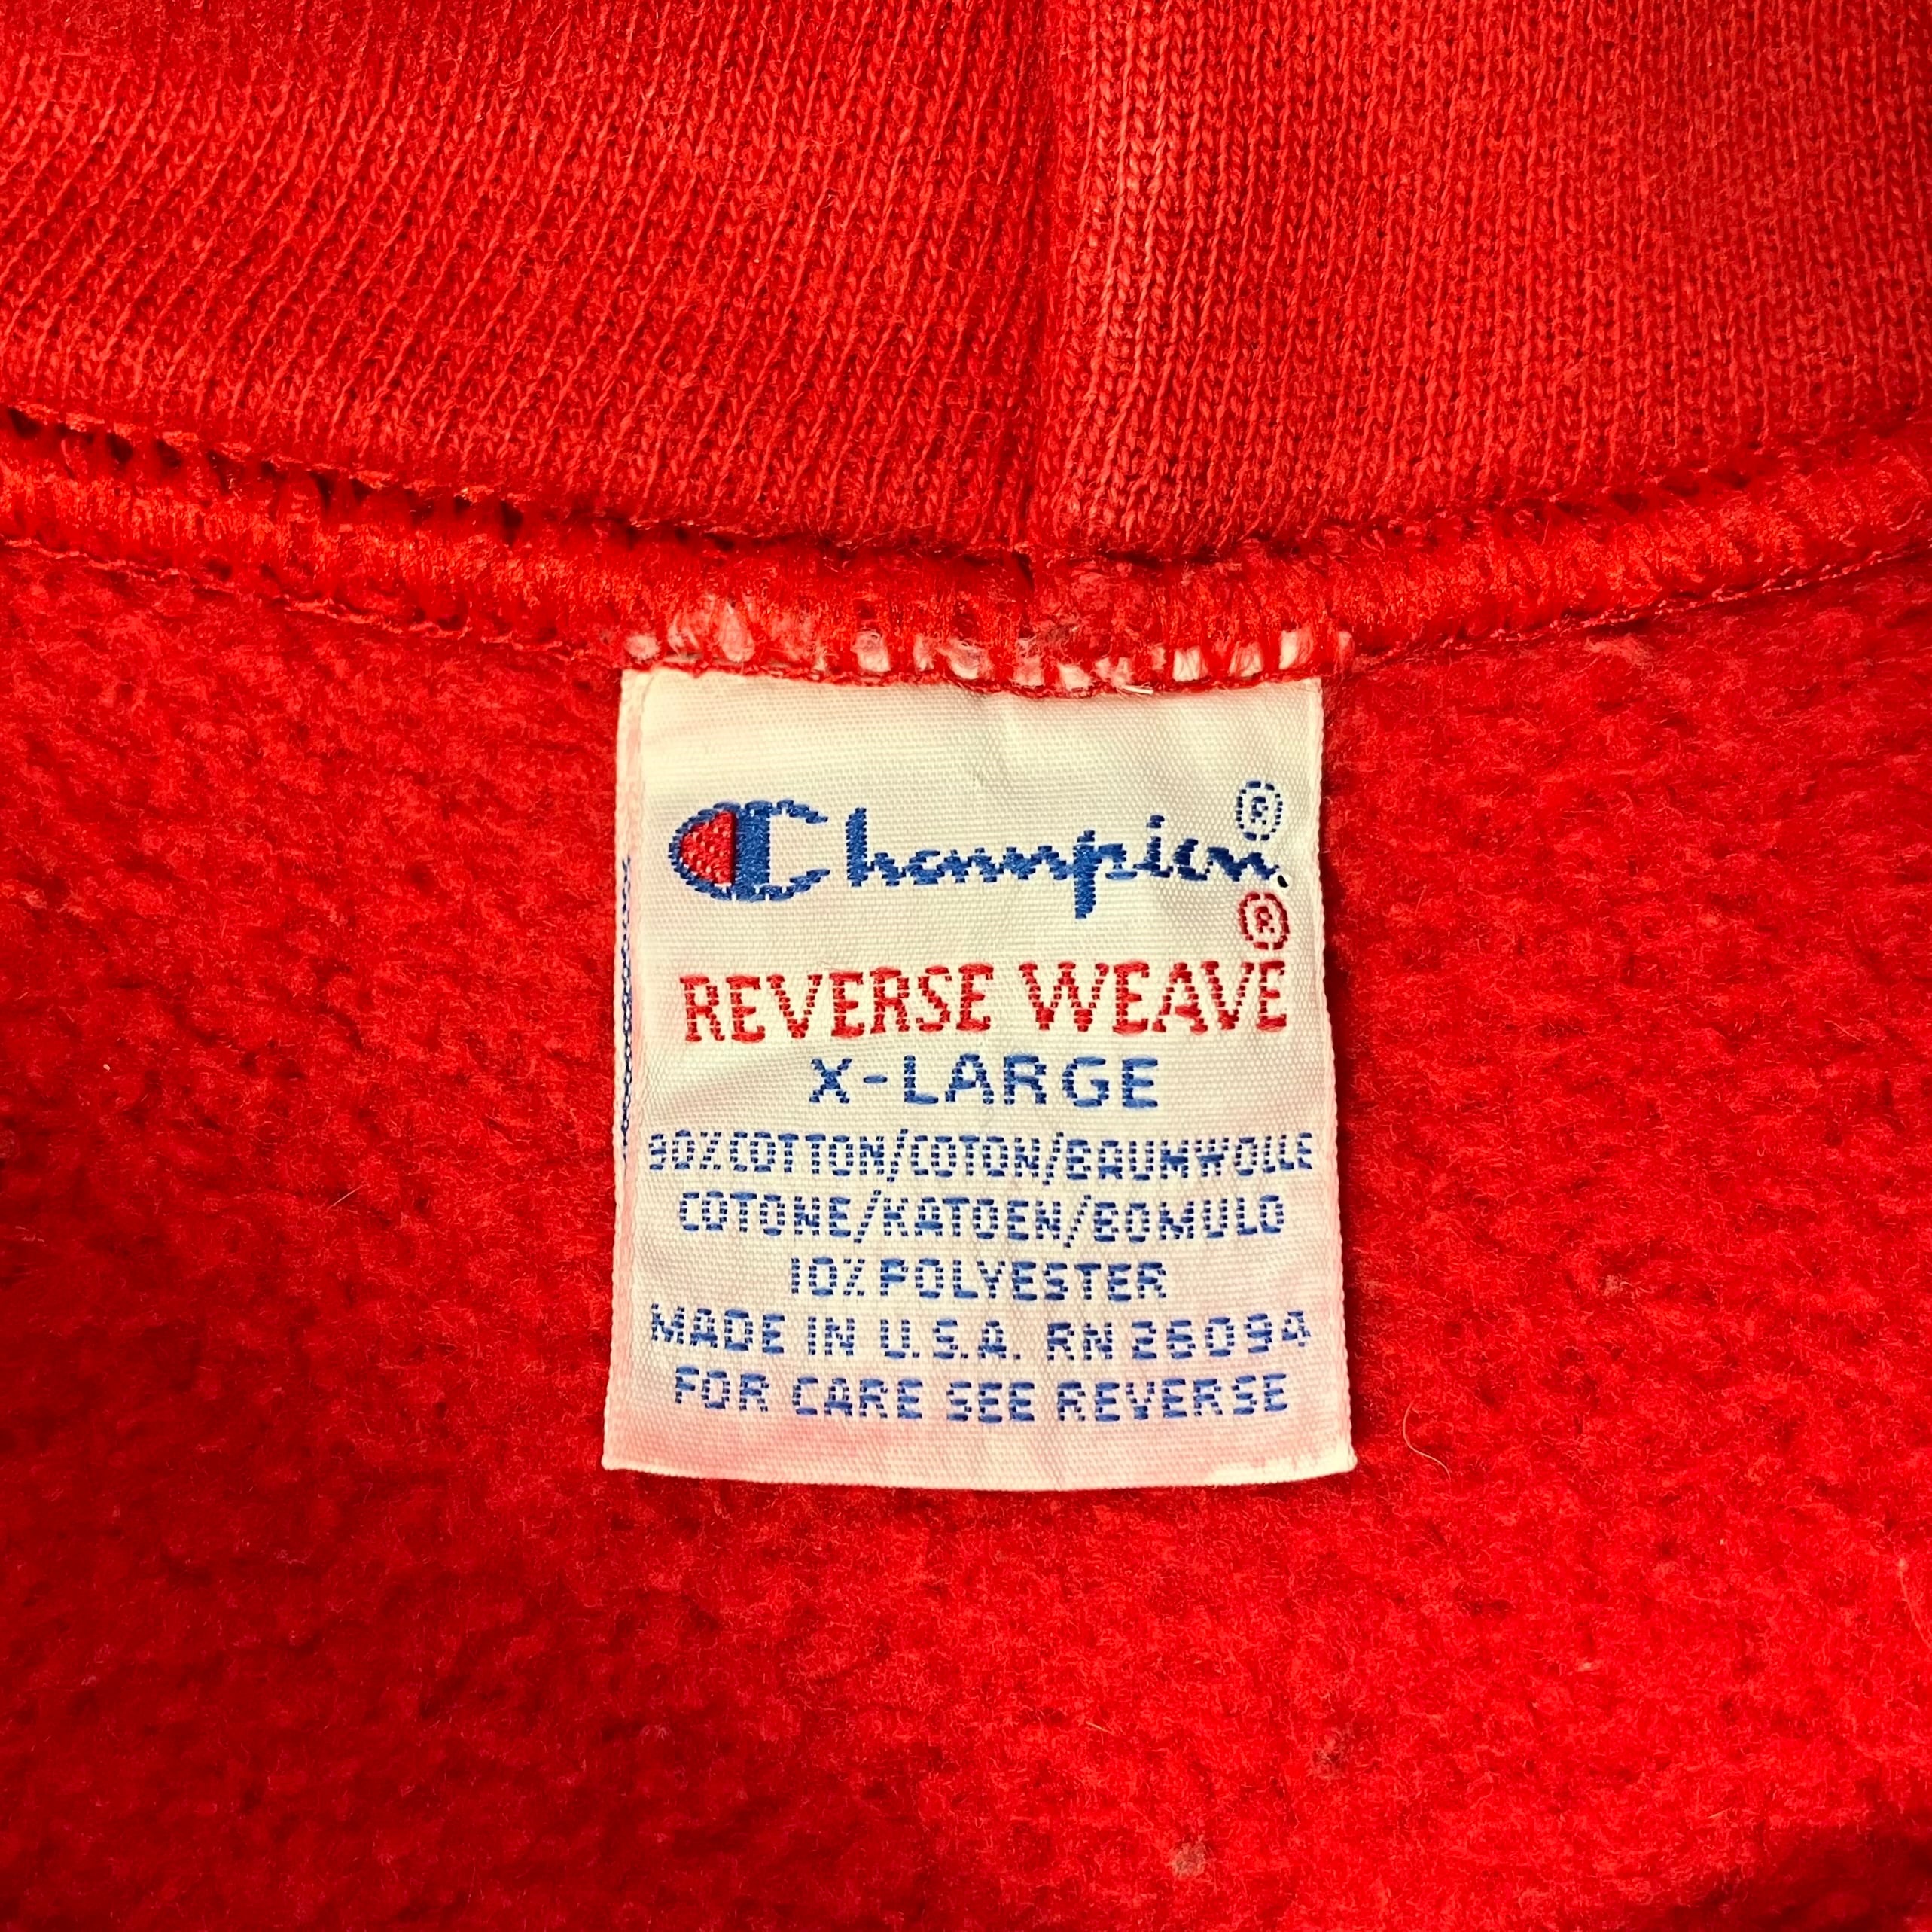 Champion®
®
REVERSE WEAVE
X-LARGE
90% COTTON/COTON/BAUMWOLLE
COTONE/KATOEN/BOMULD
10% POLYESTER
MADE IN U.S.A. RN 26094
FOR CARE SEE REVERSE